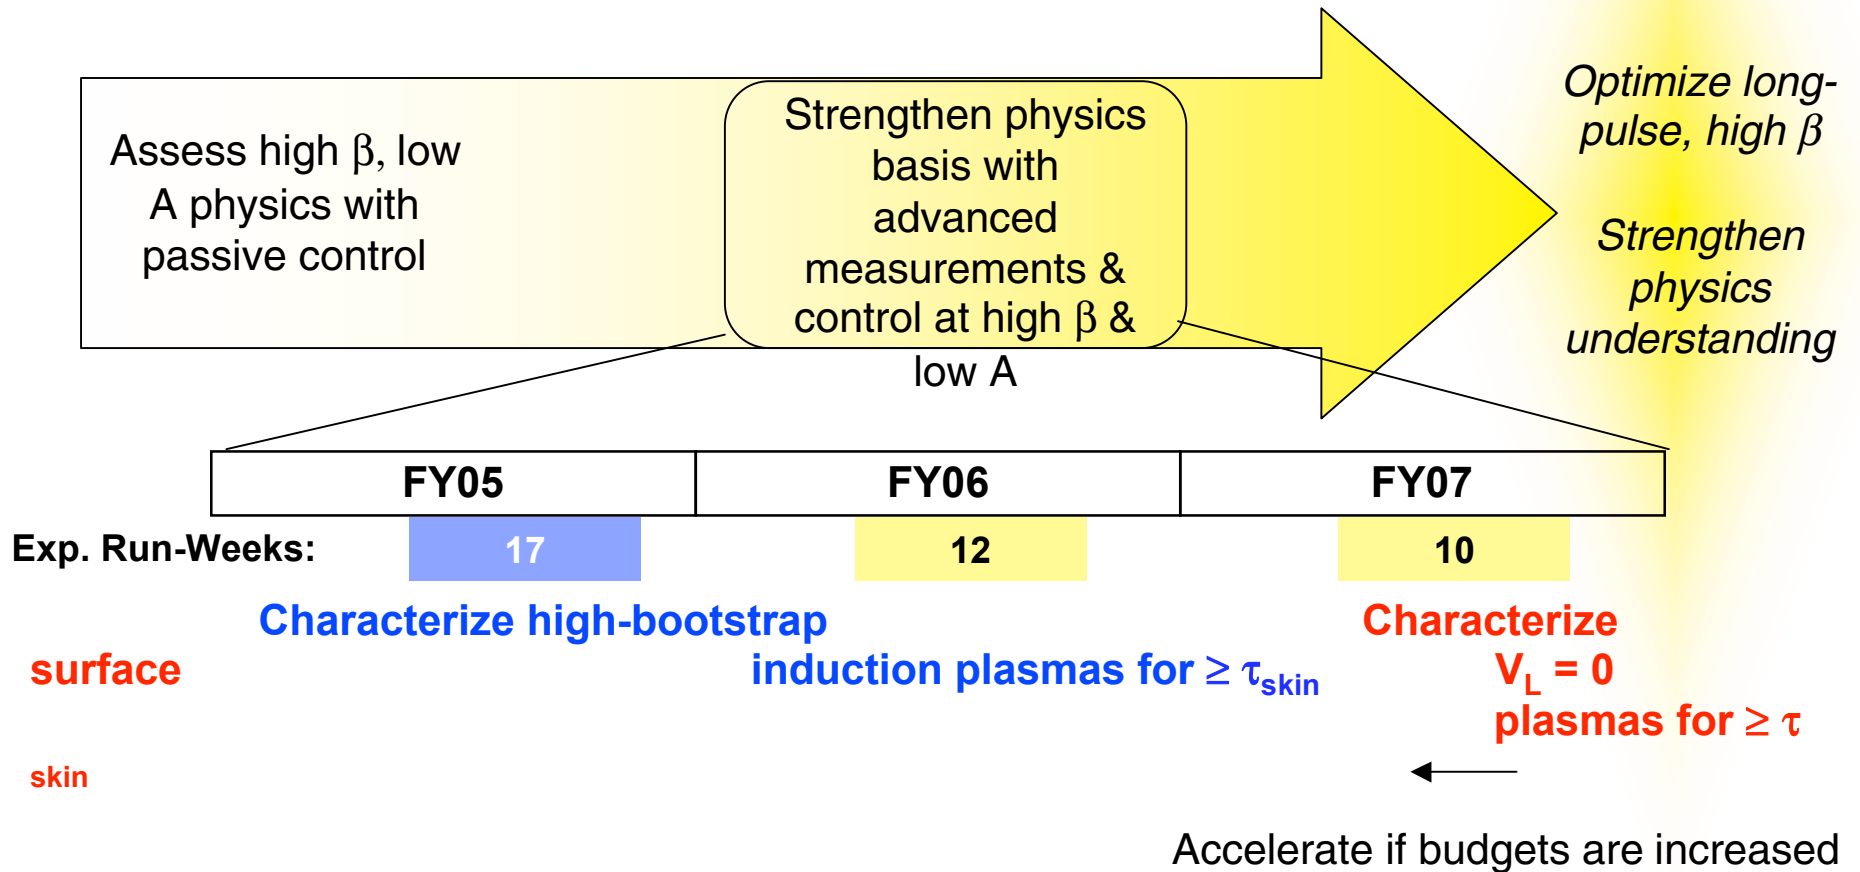 Assess high β, low
A physics with
passive control
Strengthen physics
basis with
advanced
measurements &
control at high β &
low A
Optimize long-
pulse, high β
Strengthen
physics
understanding
FY05 FY06 FY07
Exp. Run-Weeks: 17 12 10
Characterize high-bootstrap Characterize
surface induction plasmas for ≥ τskin VL = 0
plasmas for ≥ τ
skin
Accelerate if budgets are increased